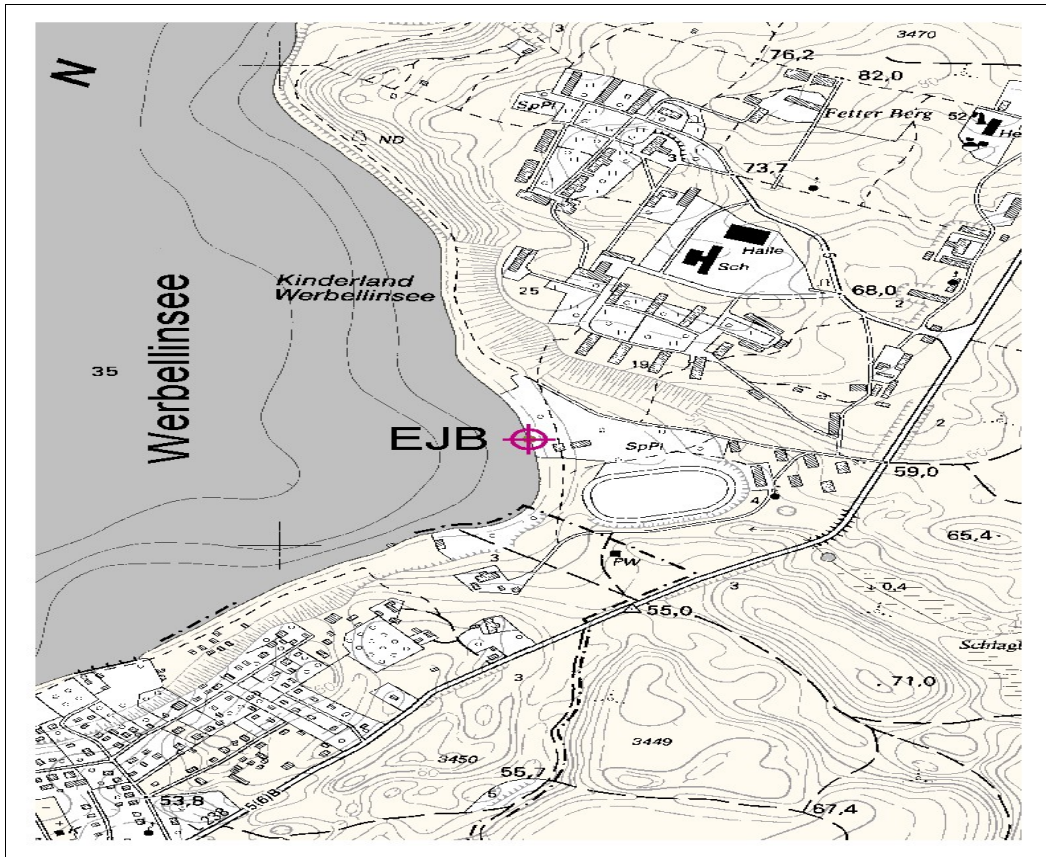 3
3470
76,2
82,0
N
SpPl
Fetter Berg
52
He
ND
3
73,7
Halle
Sch
Kinderland
Werbellinsee
25
5
68,0
2
35
Werbellinsee
19
2
EJB
SpPl
59,0
4
65,4
3
PW
3
0,4
55,0
Schlagb
3
71,0
3450
3449
55,7
5
53,8
238
5(6)B
67,4